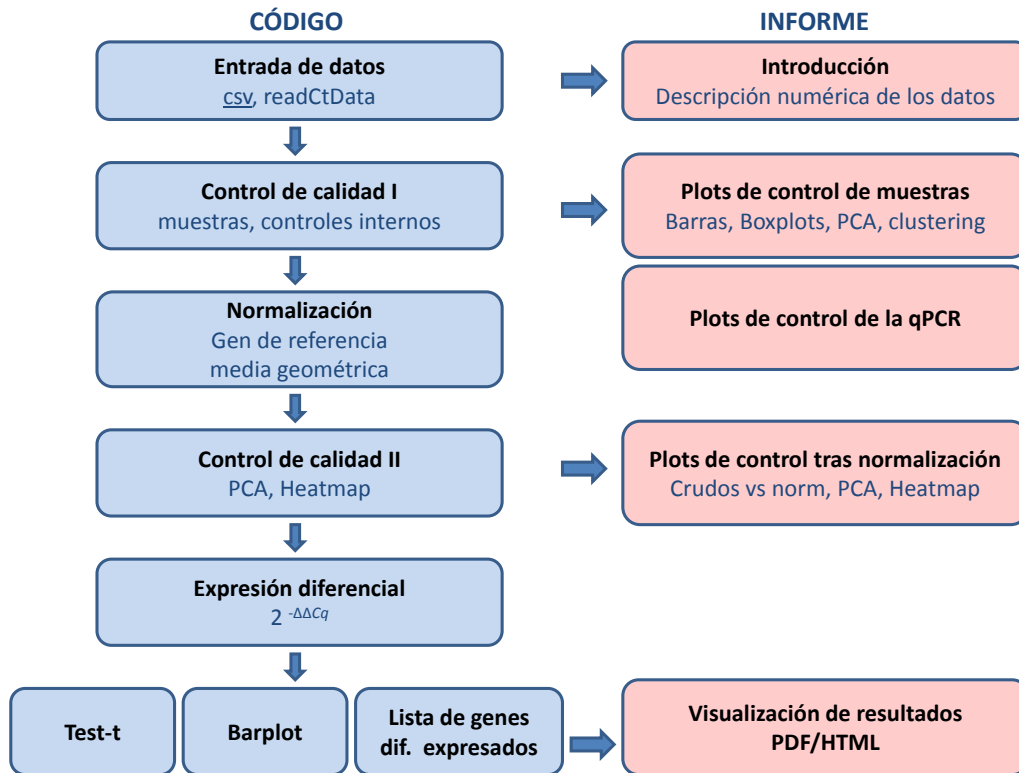 CÓDIGO
INFORME
Entrada de datos
csv, readCtData
Introducción
Descripción numérica de los datos
Control de calidad I
muestras, controles internos
Plots de control de muestras
Barras, Boxplots, PCA, clustering
Normalización
Gen de referencia
media geométrica
Plots de control de la qPCR
Control de calidad II
PCA, Heatmap
Plots de control tras normalización
Crudos vs norm, PCA, Heatmap
Expresión diferencial
2 -ΔΔCq
Test-t
Barplot
Lista de genes
dif. expresados
Visualización de resultados
PDF/HTML